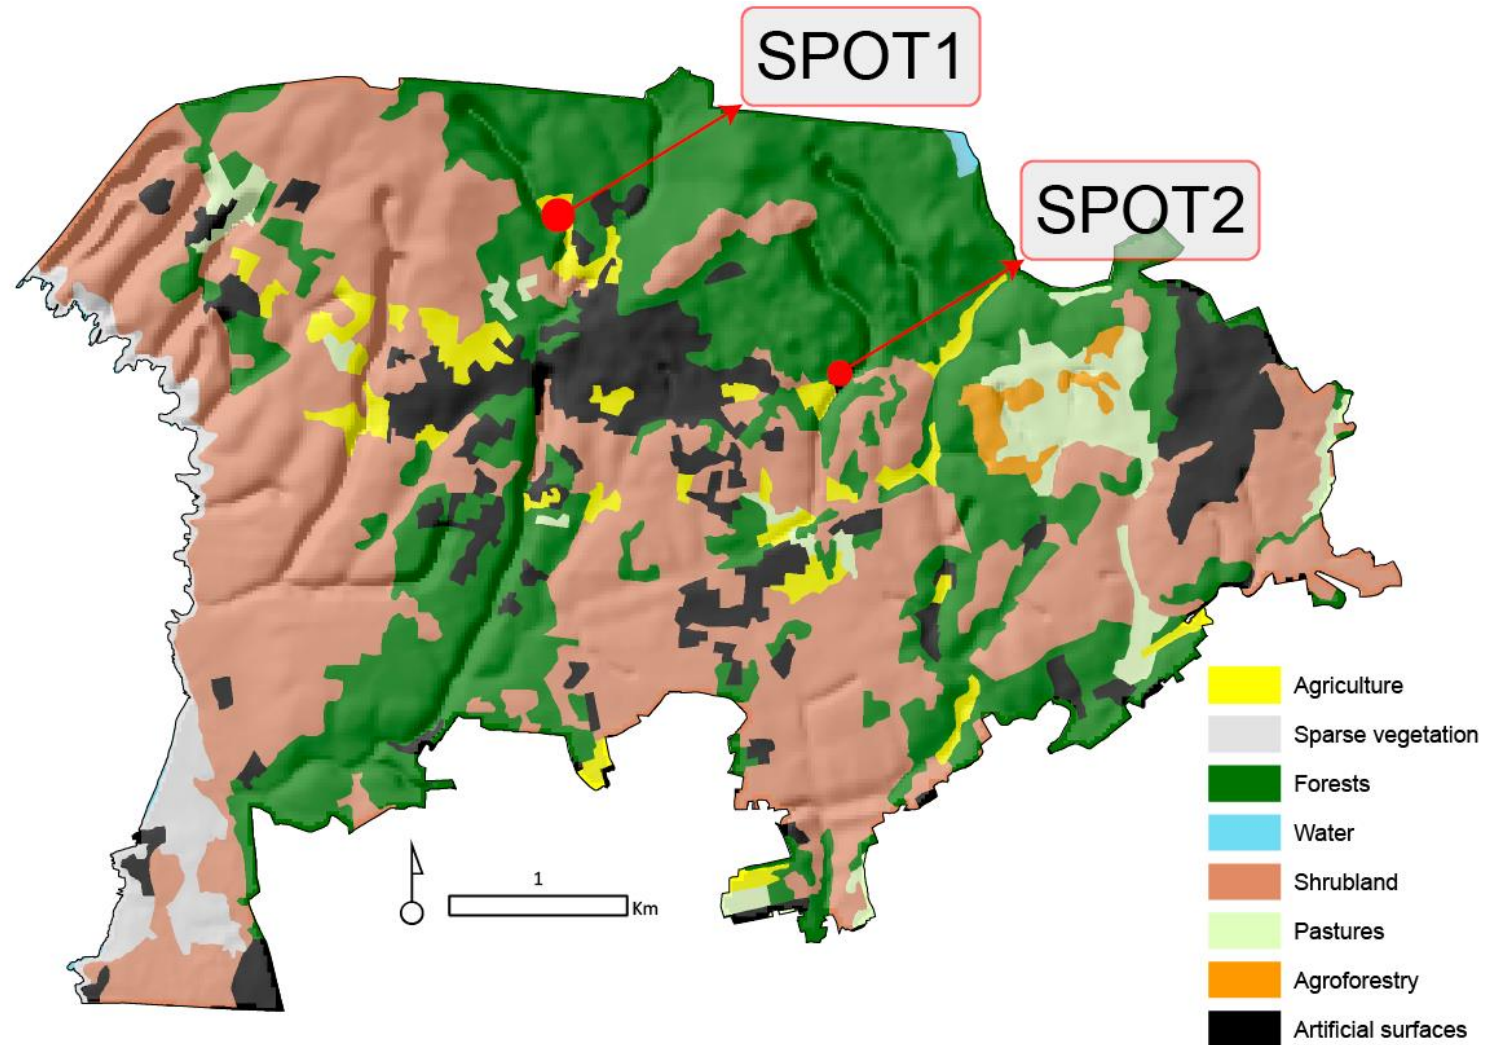 SPOT1
SPOT2
Agriculture
Sparse vegetation
Forests
Water
Shrubland
Pastures
Agroforestry
Artificial surfaces
1
Km